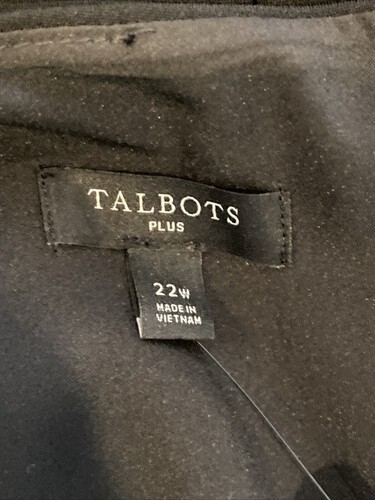 TALBOTS
PLUS
22W
MADE IN
VIETNAM